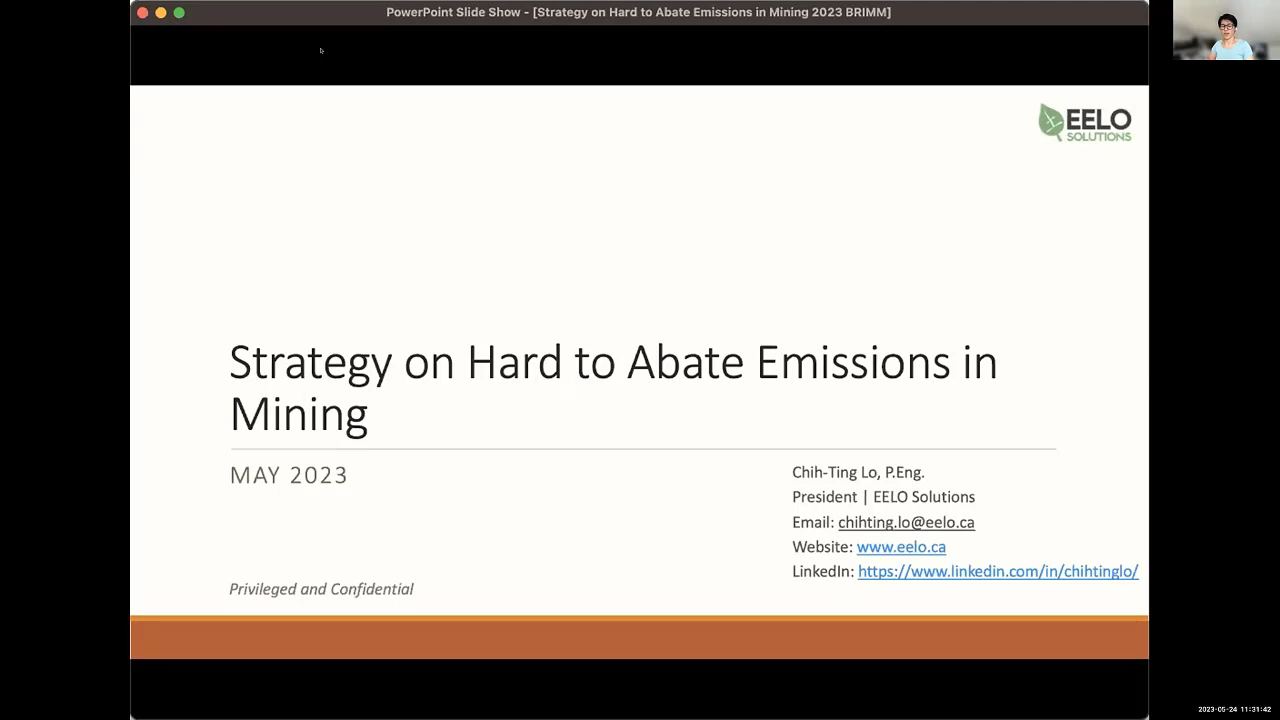 PowerPoint Slide Show - [Strategy on Hard to Abate Emissions in Mining 2023 BRIMM]
EELO
SOLUTIONS
Strategy on Hard to Abate Emissions in
Mining
MAY 2023
Chih-Ting Lo, P.Eng.
President | EELO Solutions
Email: chihting.lo@eelo.ca
Website: www.eelo.ca
LinkedIn: https://www.linkedin.com/in/chihtinglo/
Privileged and Confidential
2023-05-24 11:31:42